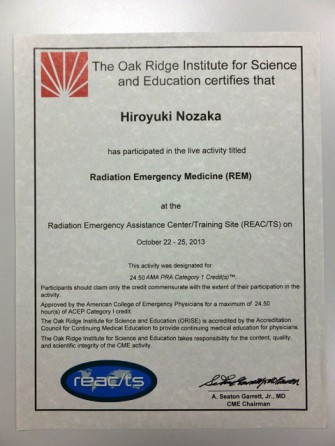 The Oak Ridge Institute for Science
and Education certifies that
Hiroyuki Nozaka
has participated in the live activity titled
Radiation Emergency Medicine (REM)
at the
Radiation Emergency Assistance Center/Training Site (REAC/TS) on
October 22 - 25, 2013
This activity was designated for
24.50 AMA PRA Category 1 Credit(s)™.
Participants should claim only the credit commensurate with the extent of their participation in the
activity.
Approved by the American College of Emergency Physicians for a maximum of 24.50
hour(s) of ACEP Category I credit
The Oak Ridge Institute for Science and Education (ORISE) is accredited by the Accreditation
Council for Continuing Medical Education to provide continuing medical education for physicians.
The Oak Ridge Institute for Science and Education takes responsibility for the content, quality,
and scientific integrity of the CME activity.
reac/ts
A. Seaton Garrett, Jr., MD
CME Chairman